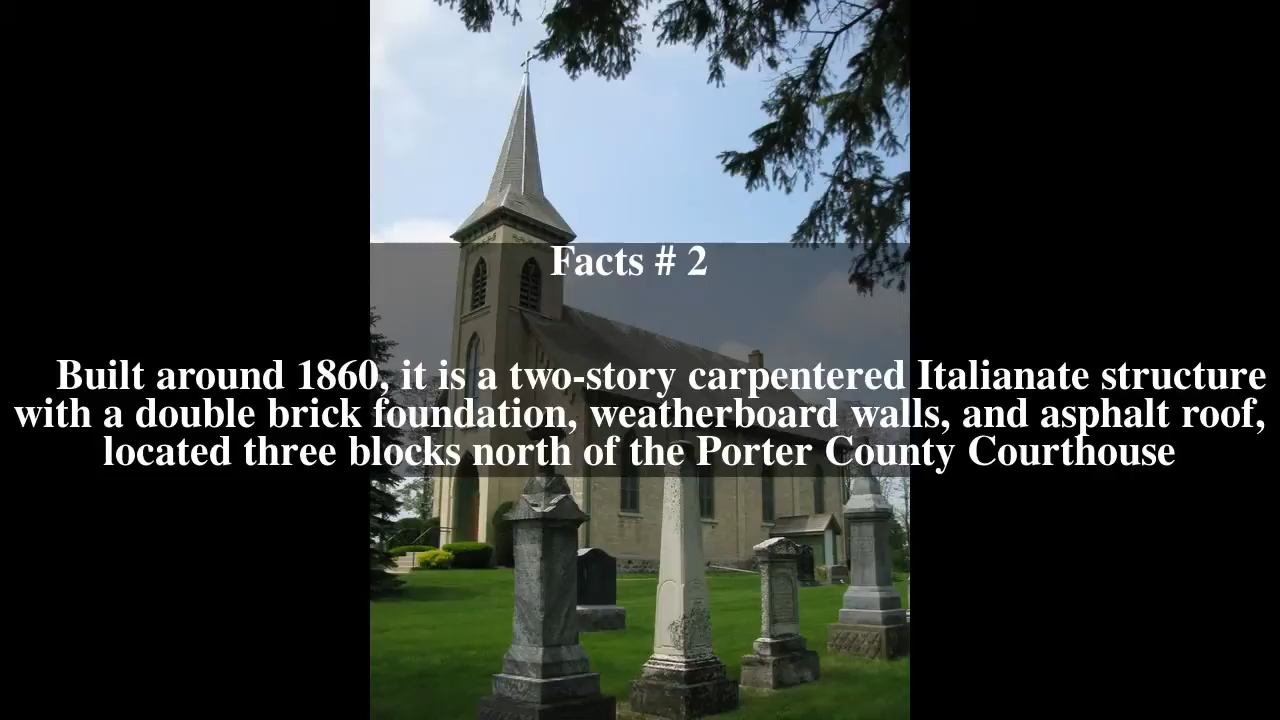 Facts # 2
Built around 1860, it is a two-story carpentered Italianate structure
with a double brick foundation, weatherboard walls, and asphalt roof,
located three blocks north of the Porter County Courthouse